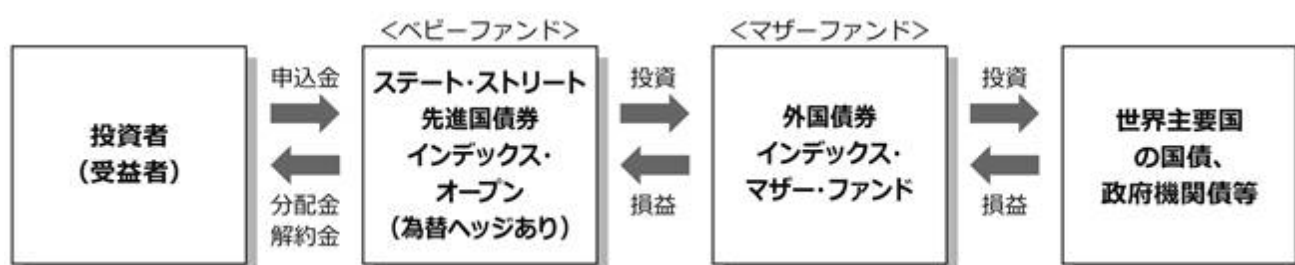 <ベビーファンド>
<マザーファンド>
投資者
(受益者)
申込金
分配金
解約金
ステート・ストリート
先進国債券
インデックス・
オープン
(為替ヘッジあり)
投資
損益
外国債券
インデックス・
マザー・ファンド
投資
損益
世界主要国
の国債、
政府機関債等